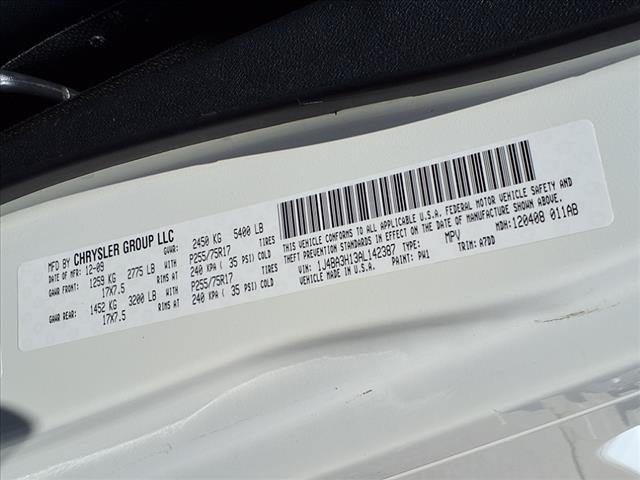 MFD BY CHRYSLER GROUP LLC
DATE OF MFR: 12-09 GVWR: 2450 KG 5400 LB
GAWR FRONT: 1259 KG 2775 LB WITH P255/75R17 TIRES
17X7.5 RIMS AT 240 KPA ( 35 PSI) COLD
GAWR REAR: 1452 KG 3200 LB WITH P255/75R17 TIRES
17X7.5 RIMS AT 240 KPA ( 35 PSI) COLD
THIS VEHICLE CONFORMS TO ALL APPLICABLE U.S.A. FEDERAL MOTOR VEHICLE SAFETY AND
THEFT PREVENTION STANDARDS IN EFFECT ON THE DATE OF MANUFACTURE SHOWN ABOVE.
VIN: 1J4BA3H13AL142387 TYPE: MPV MDH: 120408 011AB
VEHICLE MADE IN U.S.A. PAINT: PW1 TRIM: A7DD